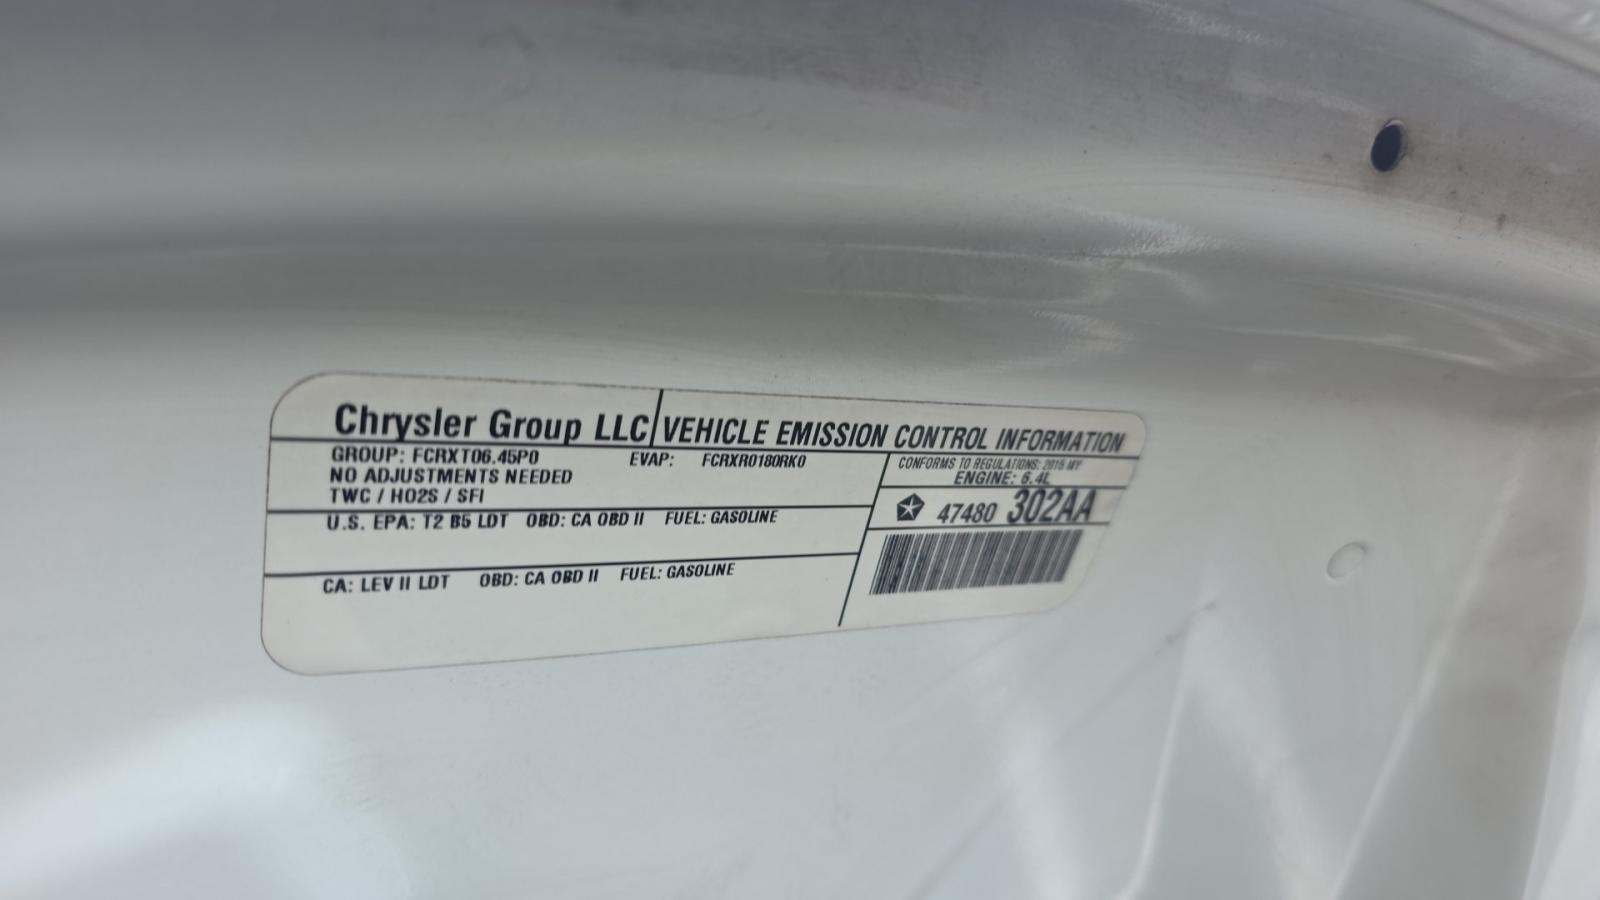 Chrysler Group LLC VEHICLE EMISSION CONTROL INFORMATION
GROUP: FCRXT06.45P0 EVAP: FCRXR0180RK0
NO ADJUSTMENTS NEEDED
TWC / HO2S / SFI
CONFORMS TO REGULATIONS: 2015 MY
ENGINE: 6.4L
U.S. EPA: T2 B5 LDT OBD: CA OBD II FUEL: GASOLINE
47480 302AA
CA: LEV II LDT OBD: CA OBD II FUEL: GASOLINE